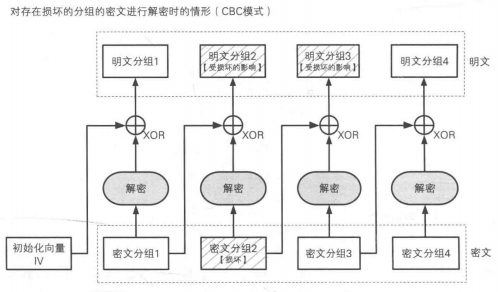 对存在损坏的分组的密文进行解密时的情形（CBC模式）
明文分组1
明文分组2
【受损坏的影响】
明文分组3
【受损坏的影响】
明文分组4
明文
XOR
XOR
XOR
XOR
解密
解密
解密
解密
初始化向量
IV
密文分组1
密文分组2
【损坏】
密文分组3
密文分组4
密文